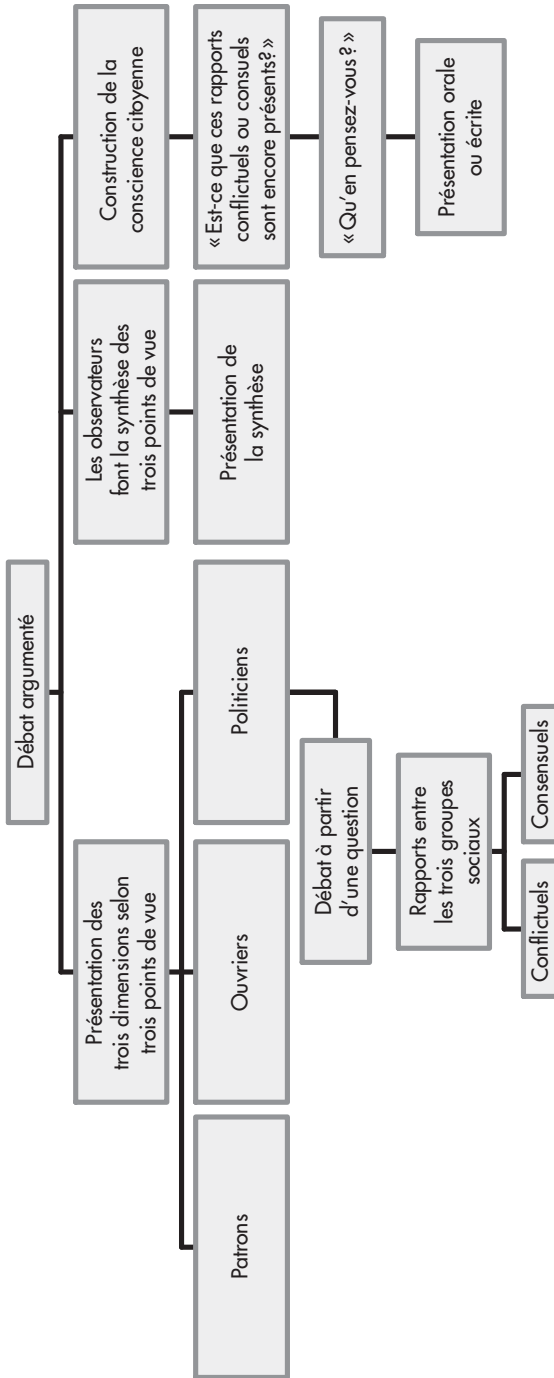 Débat argumenté
Présentation des
trois dimensions selon
trois points de vue
Les observateurs
font la synthèse des
trois points de vue
Construction de la
conscience citoyenne
Patrons
Ouvriers
Politiciens
Présentation de
la synthèse
« Est-ce que ces rapports
conflictuels ou consuels
sont encore présents? »
Débat à partir
d'une question
« Qu'en pensez-vous ? »
Rapports entre
les trois groupes
sociaux
Présentation orale
ou écrite
Conflictuels
Consensuels